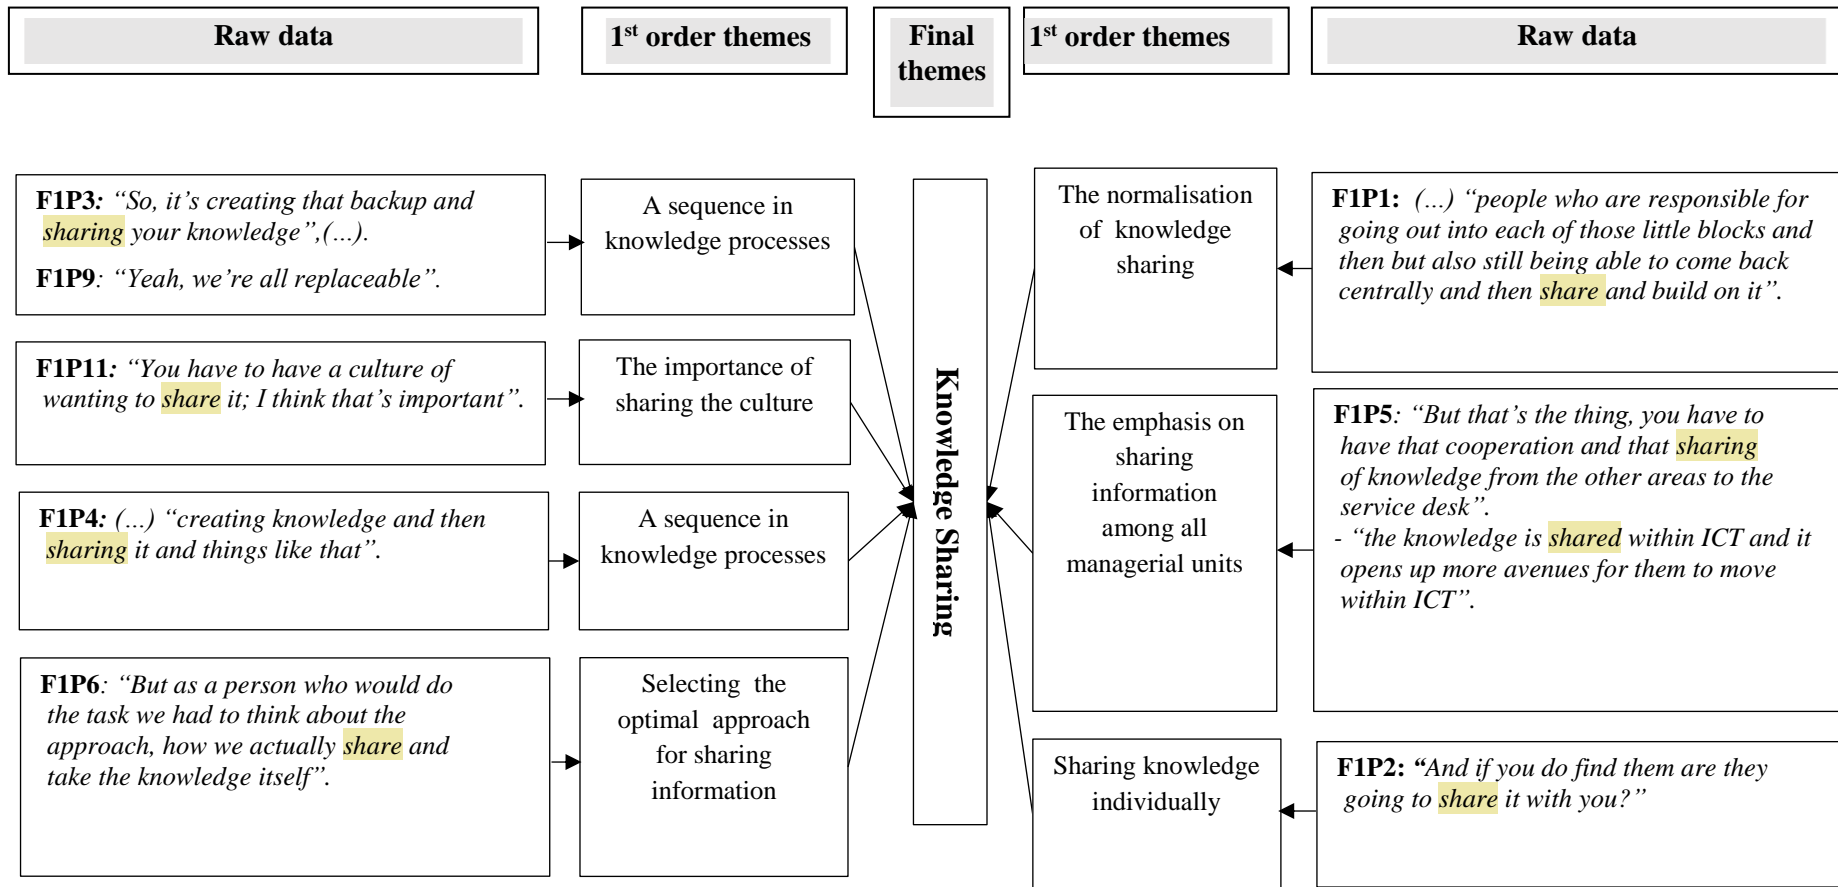 Raw data
1st order themes
Final
themes
1st order themes
Raw data
F1P3: “So, it’s creating that backup and
sharing your knowledge”,(...).
F1P9: “Yeah, we’re all replaceable”.
A sequence in
knowledge processes
F1P11: “You have to have a culture of
wanting to share it; I think that’s important”.
The importance of
sharing the culture
F1P4: (...) “creating knowledge and then
sharing it and things like that”.
A sequence in
knowledge processes
F1P6: “But as a person who would do
the task we had to think about the
approach, how we actually share and
take the knowledge itself”.
Selecting the
optimal approach
for sharing
information
Knowledge Sharing
The normalisation
of knowledge
sharing
F1P1: (...) “people who are responsible for
going out into each of those little blocks and
then but also still being able to come back
centrally and then share and build on it”.
The emphasis on
sharing
information
among all
managerial units
F1P5: “But that’s the thing, you have to
have that cooperation and that sharing
of knowledge from the other areas to the
service desk”.
- “the knowledge is shared within ICT and it
opens up more avenues for them to move
within ICT”.
Sharing knowledge
individually
F1P2: “And if you do find them are they
going to share it with you?”